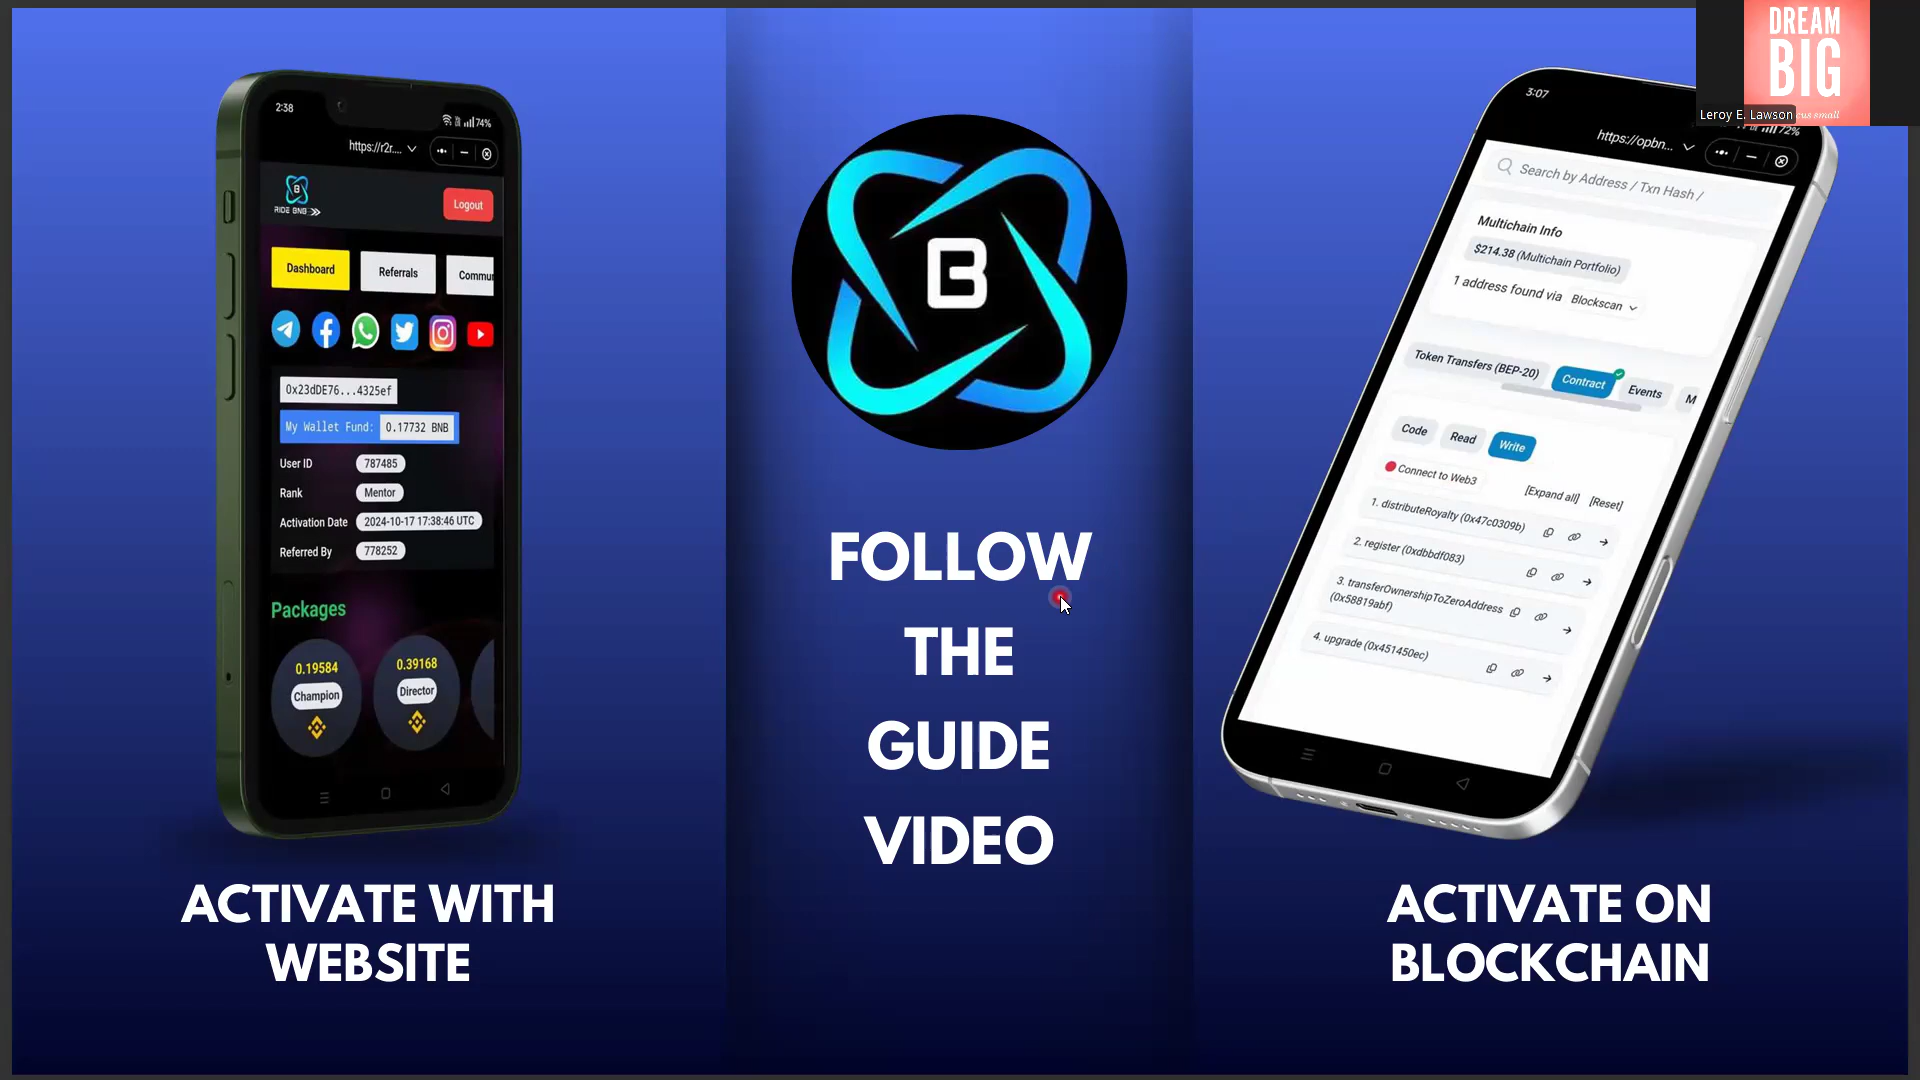 2:38
74%
https://r2r....
RIDE BNB
Logout
Dashboard
Referrals
Commu
0x23dDE76...4325ef
My Wallet Fund: 0.17732 BNB
User ID 787485
Rank Mentor
Activation Date 2024-10-17 17:38:46 UTC
Referred By 778252
Packages
0.19584
Champion
0.39168
Director
ACTIVATE WITH
WEBSITE
B
FOLLOW
THE
GUIDE
VIDEO
3:07
72%
https://opbn...
Search by Address / Txn Hash /
Multichain Info
$214.38 (Multichain Portfolio)
1 address found via Blockscan
Token Transfers (BEP-20) Contract Events M
Code Read Write
Connect to Web3
[Expand all] [Reset]
1. distributeRoyalty (0x47c0309b)
2. register (0xdbbdf083)
3. transferOwnershipToZeroAddress
(0x58819abf)
4. upgrade (0x451450ec)
ACTIVATE ON
BLOCKCHAIN
DREAM
BIG
cus small
Leroy E. Lawson